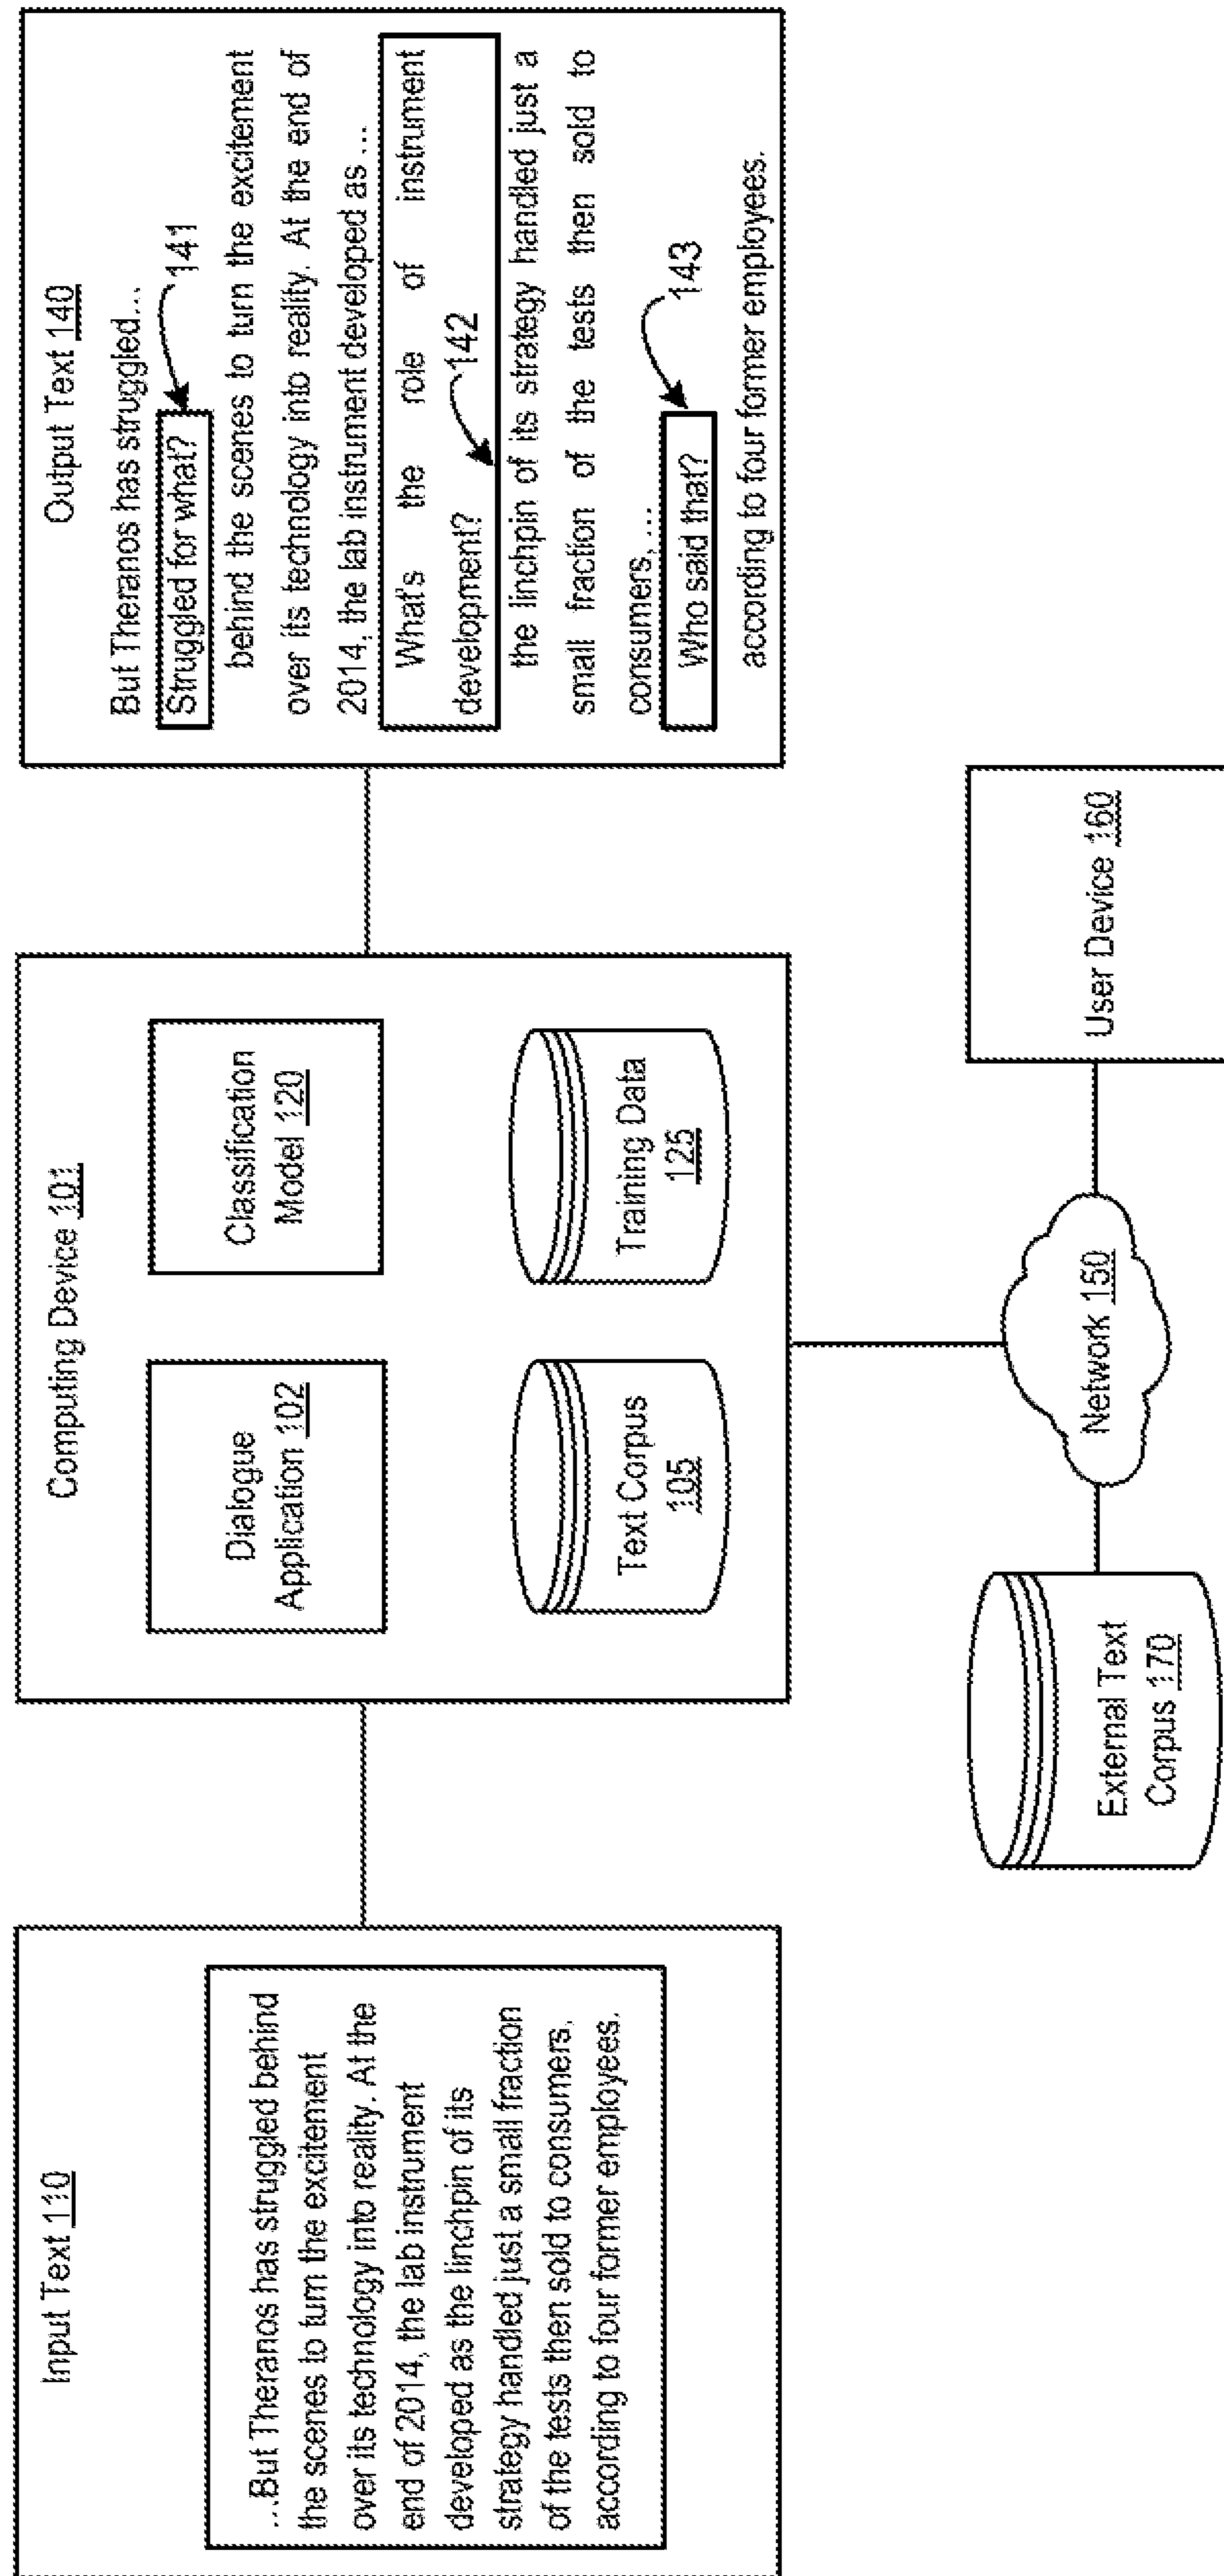 Input Text 110
...But Theranos has struggled behind
the scenes to turn the excitement
over its technology into reality. At the
end of 2014, the lab instrument
developed as the linchpin of its
strategy handled just a small fraction
of the tests then sold to consumers,
according to four former employees.
Computing Device 101
Dialogue
Application 102
Classification
Model 120
Text Corpus
105
Training Data
125
Output Text 140
But Theranos has struggled...
Struggled for what?
141
behind the scenes to turn the excitement
over its technology into reality. At the end of
2014, the lab instrument developed as ...
What's the role of instrument
development?
142
the linchpin of its strategy handled just a
small fraction of the tests then sold to
consumers, ...
Who said that?
143
according to four former employees.
External Text
Corpus 170
Network 150
User Device 160